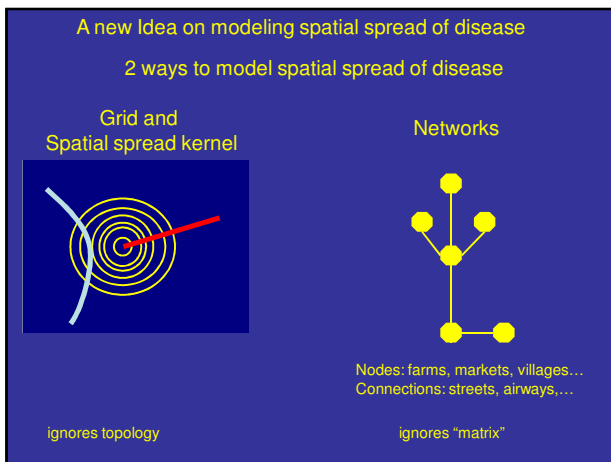 A new Idea on modeling spatial spread of disease
2 ways to model spatial spread of disease
Grid and
Spatial spread kernel
Networks
Nodes: farms, markets, villages…
Connections: streets, airways,…
ignores topology
ignores “matrix”